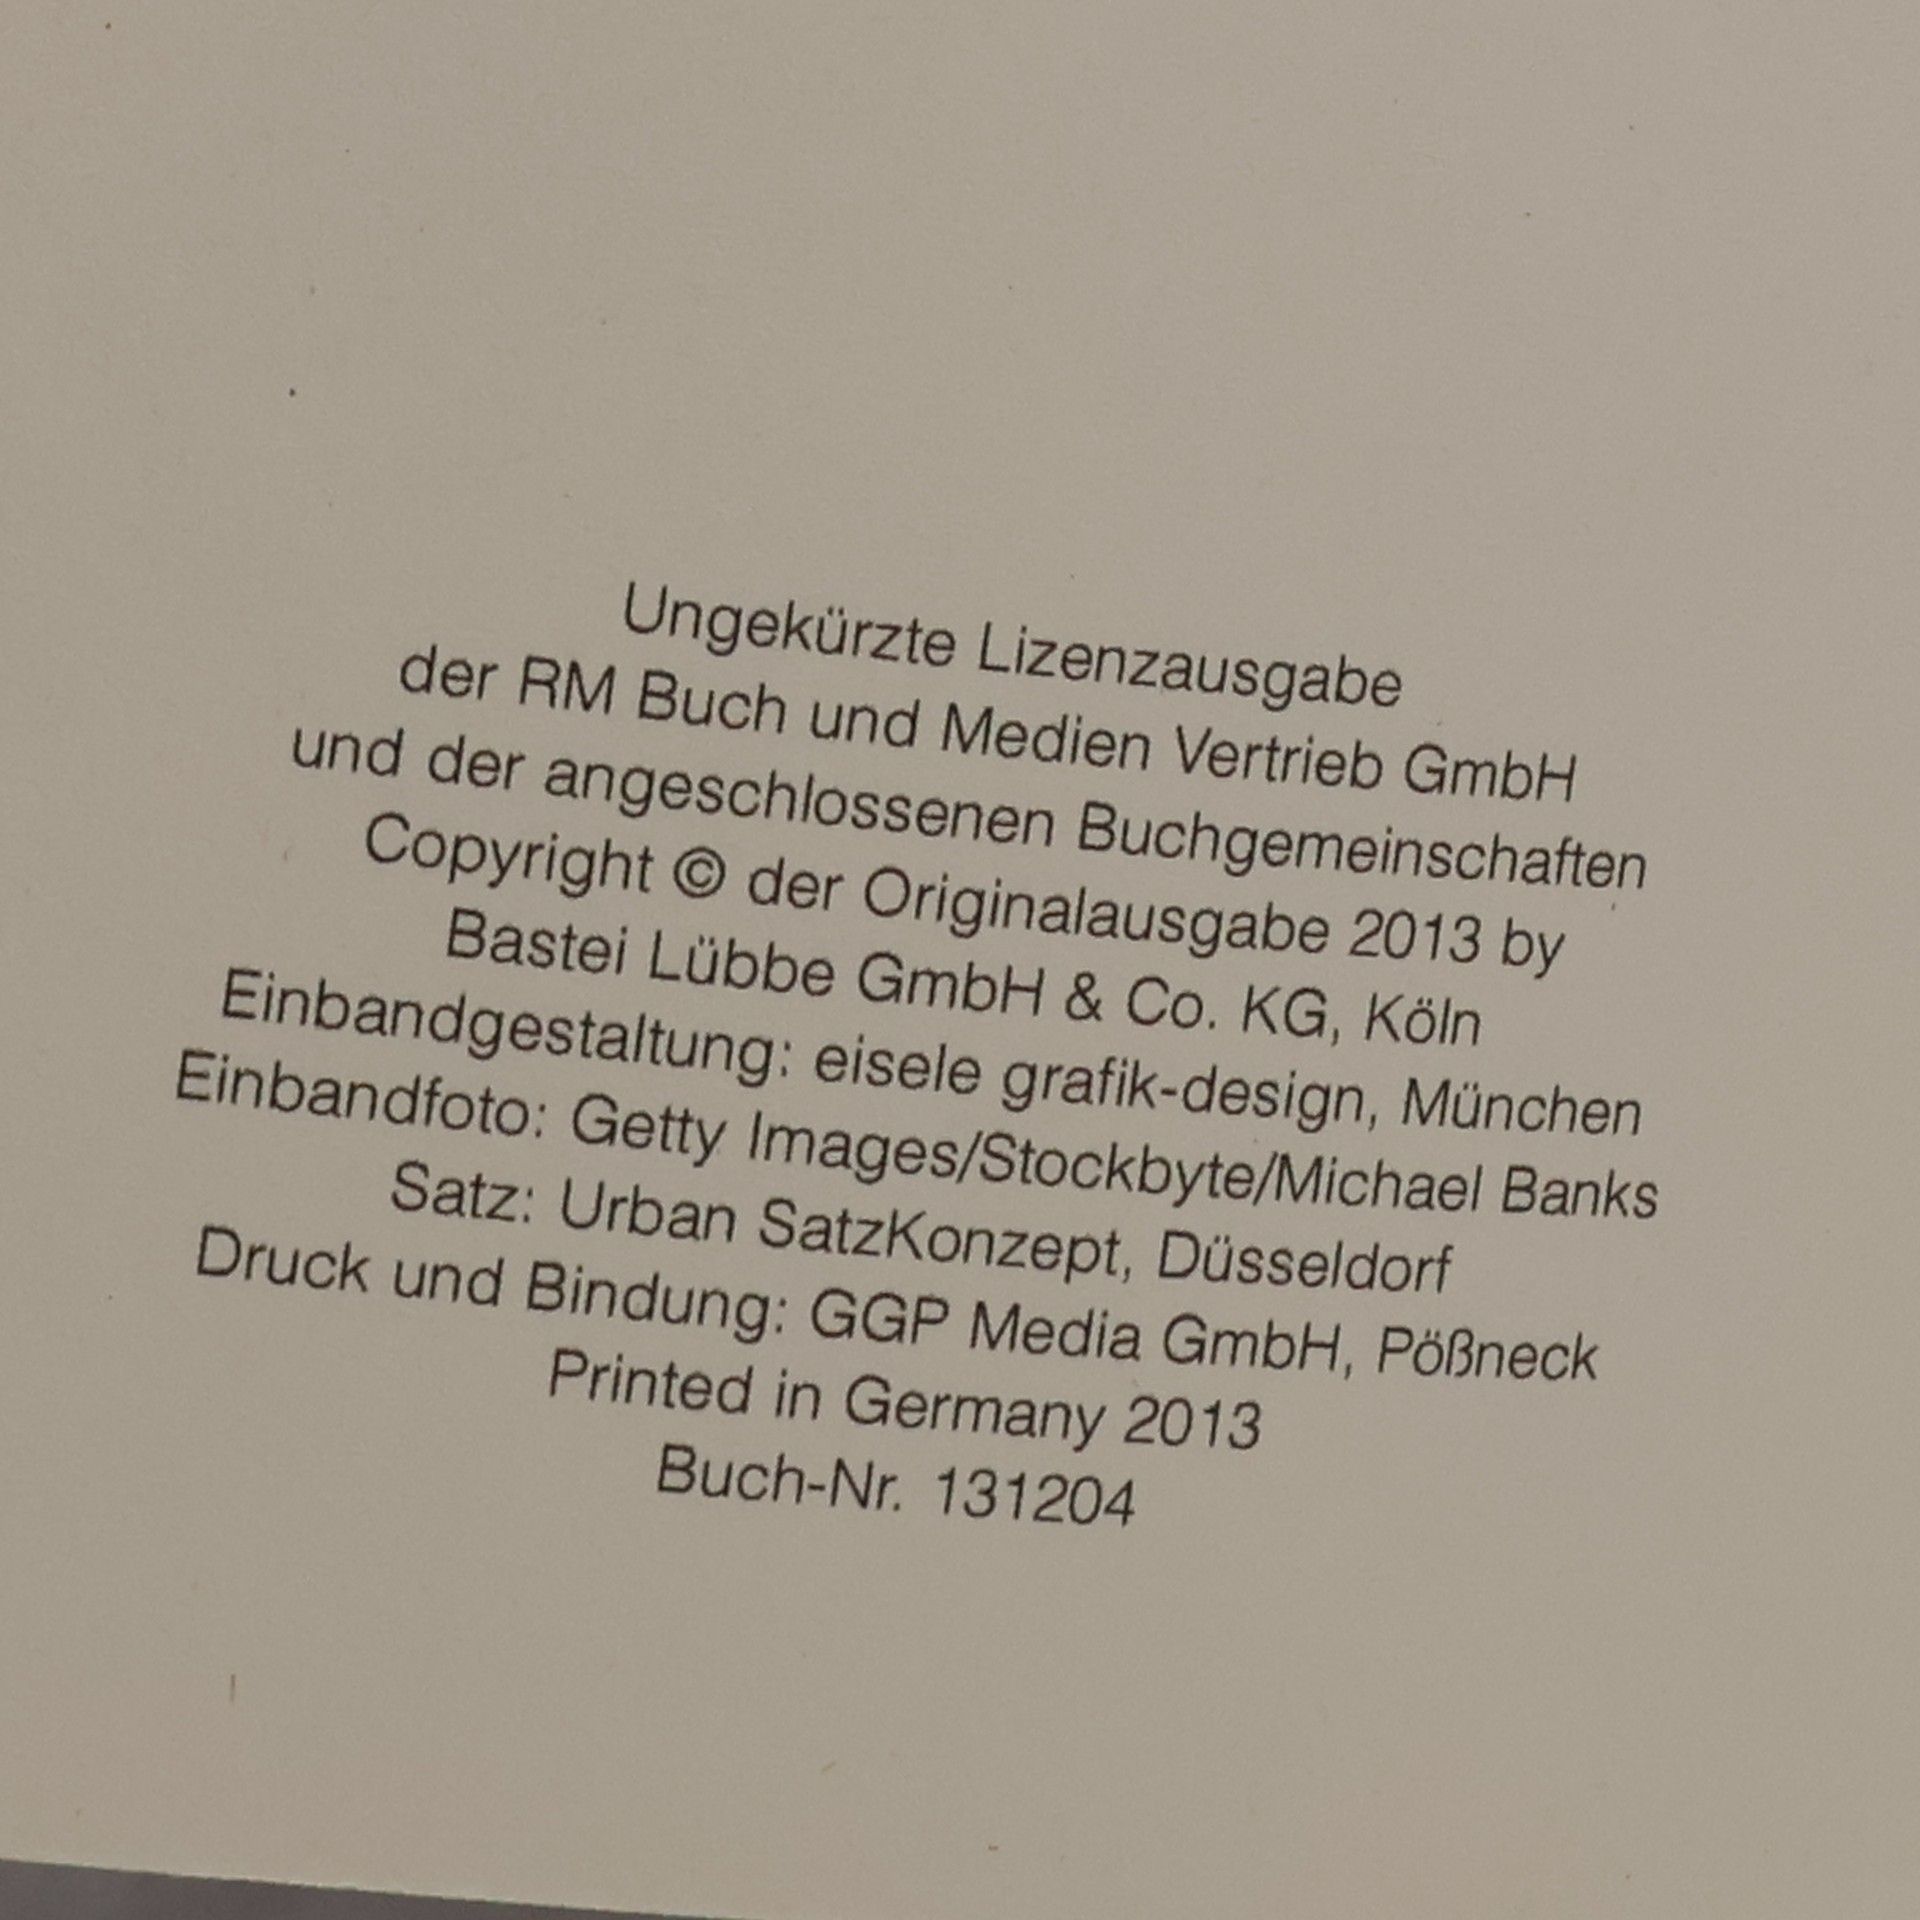 Ungekürzte Lizenzausgabe
der RM Buch und Medien Vertrieb GmbH
und der angeschlossenen Buchgemeinschaften
Copyright © der Originalausgabe 2013 by
Bastei Lübbe GmbH & Co. KG, Köln
Einbandgestaltung: eisele grafik-design, München
Einbandfoto: Getty Images/Stockbyte/Michael Banks
Satz: Urban SatzKonzept, Düsseldorf
Druck und Bindung: GGP Media GmbH, Pößneck
Printed in Germany 2013
Buch-Nr. 131204